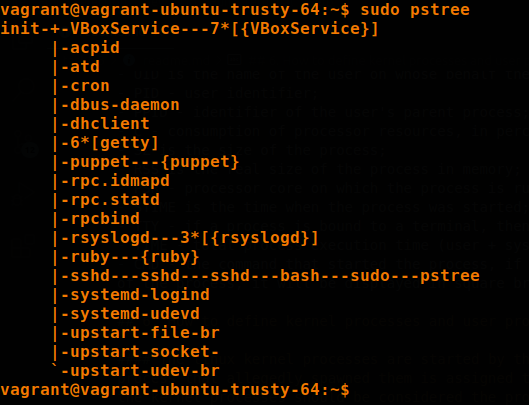 vagrant@vagrant-ubuntu-trusty-64:~$ sudo pstree
init-+-VBoxService---7*[{VBoxService}]
     |-acpid
     |-atd
     |-cron
     |-dbus-daemon
     |-dhclient
     |-6*[getty]
     |-puppet---{puppet}
     |-rpc.idmapd
     |-rpc.statd
     |-rpcbind
     |-rsyslogd---3*[{rsyslogd}]
     |-ruby---{ruby}
     |-sshd---sshd---sshd---bash---sudo---pstree
     |-systemd-logind
     |-systemd-udevd
     |-upstart-file-br
     |-upstart-socket-
     `-upstart-udev-br
vagrant@vagrant-ubuntu-trusty-64:~$